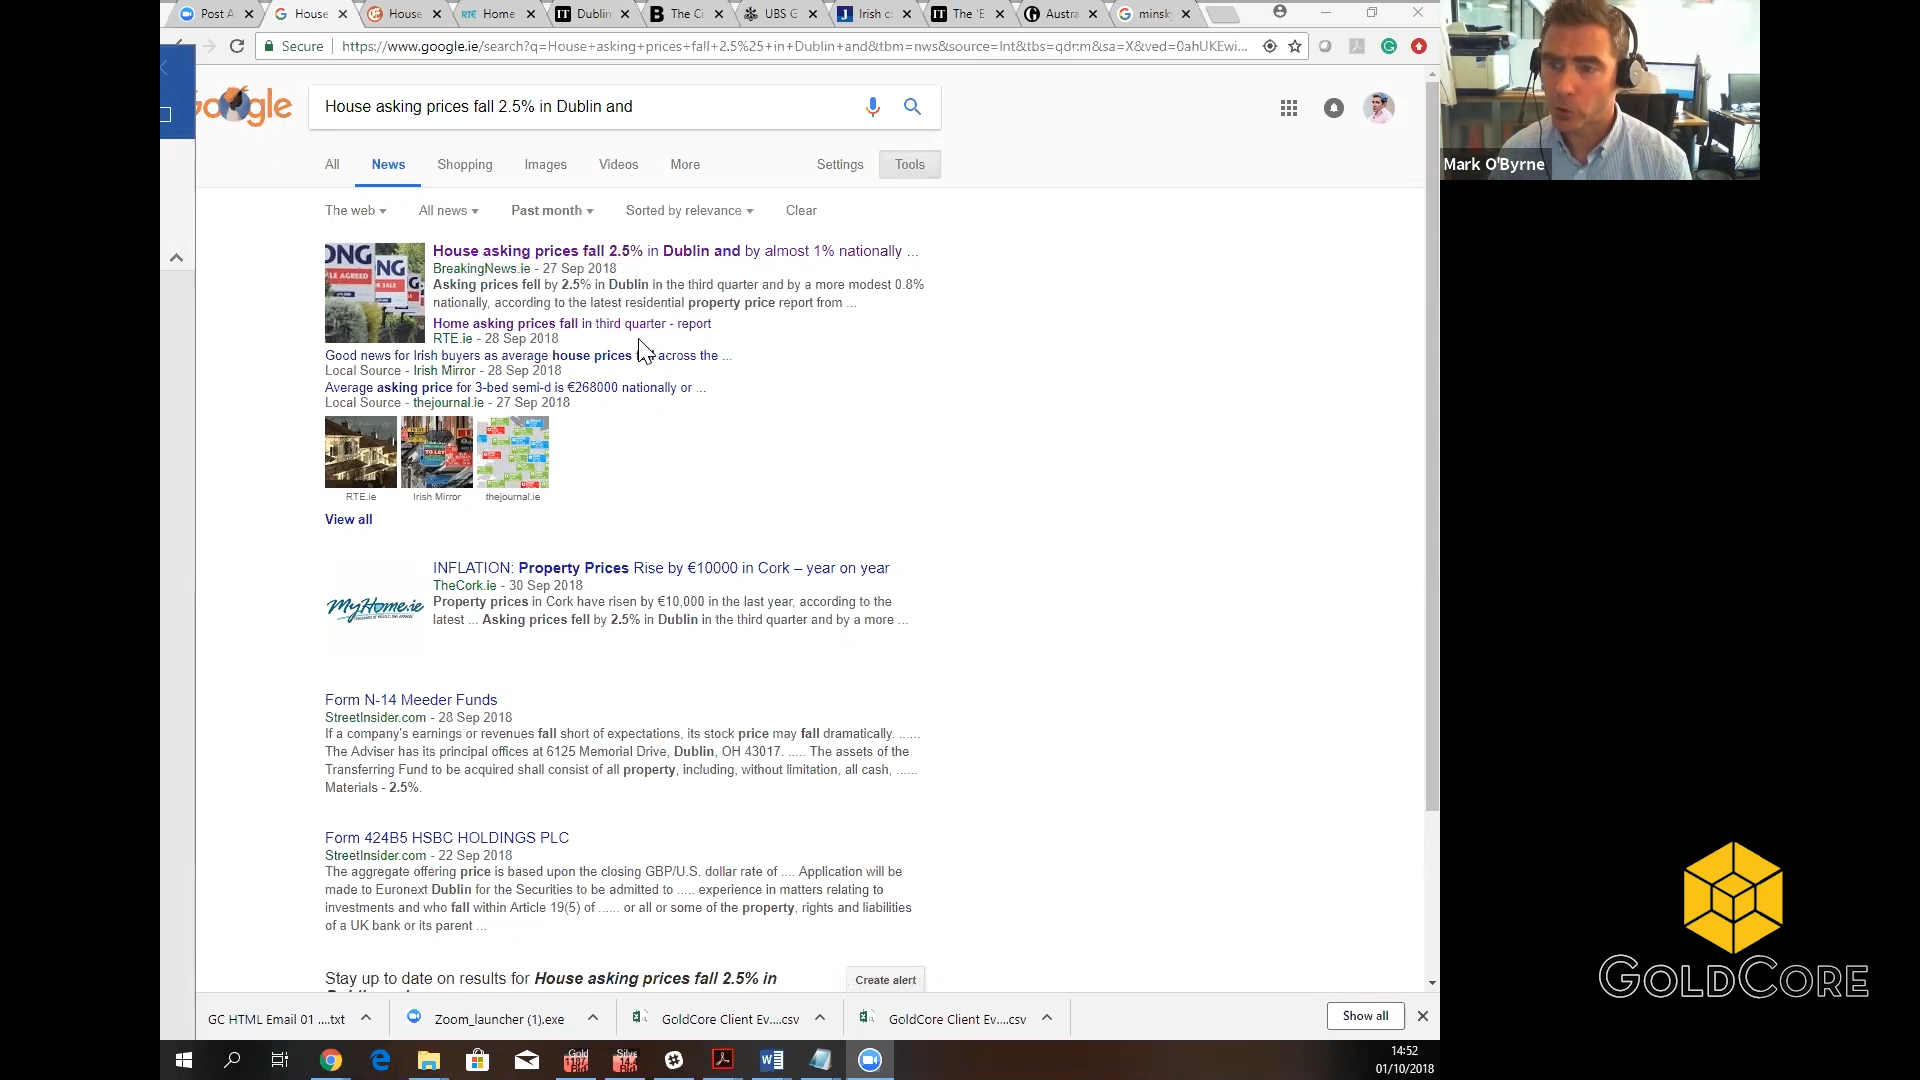 Post A
House
House
Home
Dublin
The Ci
UBS G
Irish c
The 'E
Austra
minsk
Secure
https://www.google.ie/search?q=House+asking+prices+fall+2.5%25+in+Dublin+and&tbm=nws&source=lnt&tbs=qdr:m&sa=X&ved=0ahUKEwi...
Mark O'Byrne
House asking prices fall 2.5% in Dublin and
All
News
Shopping
Images
Videos
More
Settings
Tools
The web
All news
Past month
Sorted by relevance
Clear
House asking prices fall 2.5% in Dublin and by almost 1% nationally ...
BreakingNews.ie - 27 Sep 2018
Asking prices fell by 2.5% in Dublin in the third quarter and by a more modest 0.8%
nationally, according to the latest residential property price report from ...
Home asking prices fall in third quarter - report
RTE.ie - 28 Sep 2018
Good news for Irish buyers as average house prices across the ...
Local Source - Irish Mirror - 28 Sep 2018
Average asking price for 3-bed semi-d is €268000 nationally or ...
Local Source - thejournal.ie - 27 Sep 2018
RTE.ie
Irish Mirror
thejournal.ie
View all
MyHome.ie
INFLATION: Property Prices Rise by €10000 in Cork – year on year
TheCork.ie - 30 Sep 2018
Property prices in Cork have risen by €10,000 in the last year, according to the
latest ... Asking prices fell by 2.5% in Dublin in the third quarter and by a more ...
Form N-14 Meeder Funds
StreetInsider.com - 28 Sep 2018
If a company's earnings or revenues fall short of expectations, its stock price may fall dramatically. ......
The Adviser has its principal offices at 6125 Memorial Drive, Dublin, OH 43017. ..... The assets of the
Transferring Fund to be acquired shall consist of all property, including, without limitation, all cash, ......
Materials - 2.5%.
Form 424B5 HSBC HOLDINGS PLC
StreetInsider.com - 22 Sep 2018
The aggregate offering price is based upon the closing GBP/U.S. dollar rate of .... Application will be
made to Euronext Dublin for the Securities to be admitted to ..... experience in matters relating to
investments and who fall within Article 19(5) of ...... or all or some of the property, rights and liabilities
of a UK bank or its parent ...
Stay up to date on results for House asking prices fall 2.5% in
Create alert
GOLDCORE
GC HTML Email 01 ....txt
Zoom_launcher (1).exe
GoldCore Client Ev....csv
GoldCore Client Ev....csv
Show all
14:52
01/10/2018